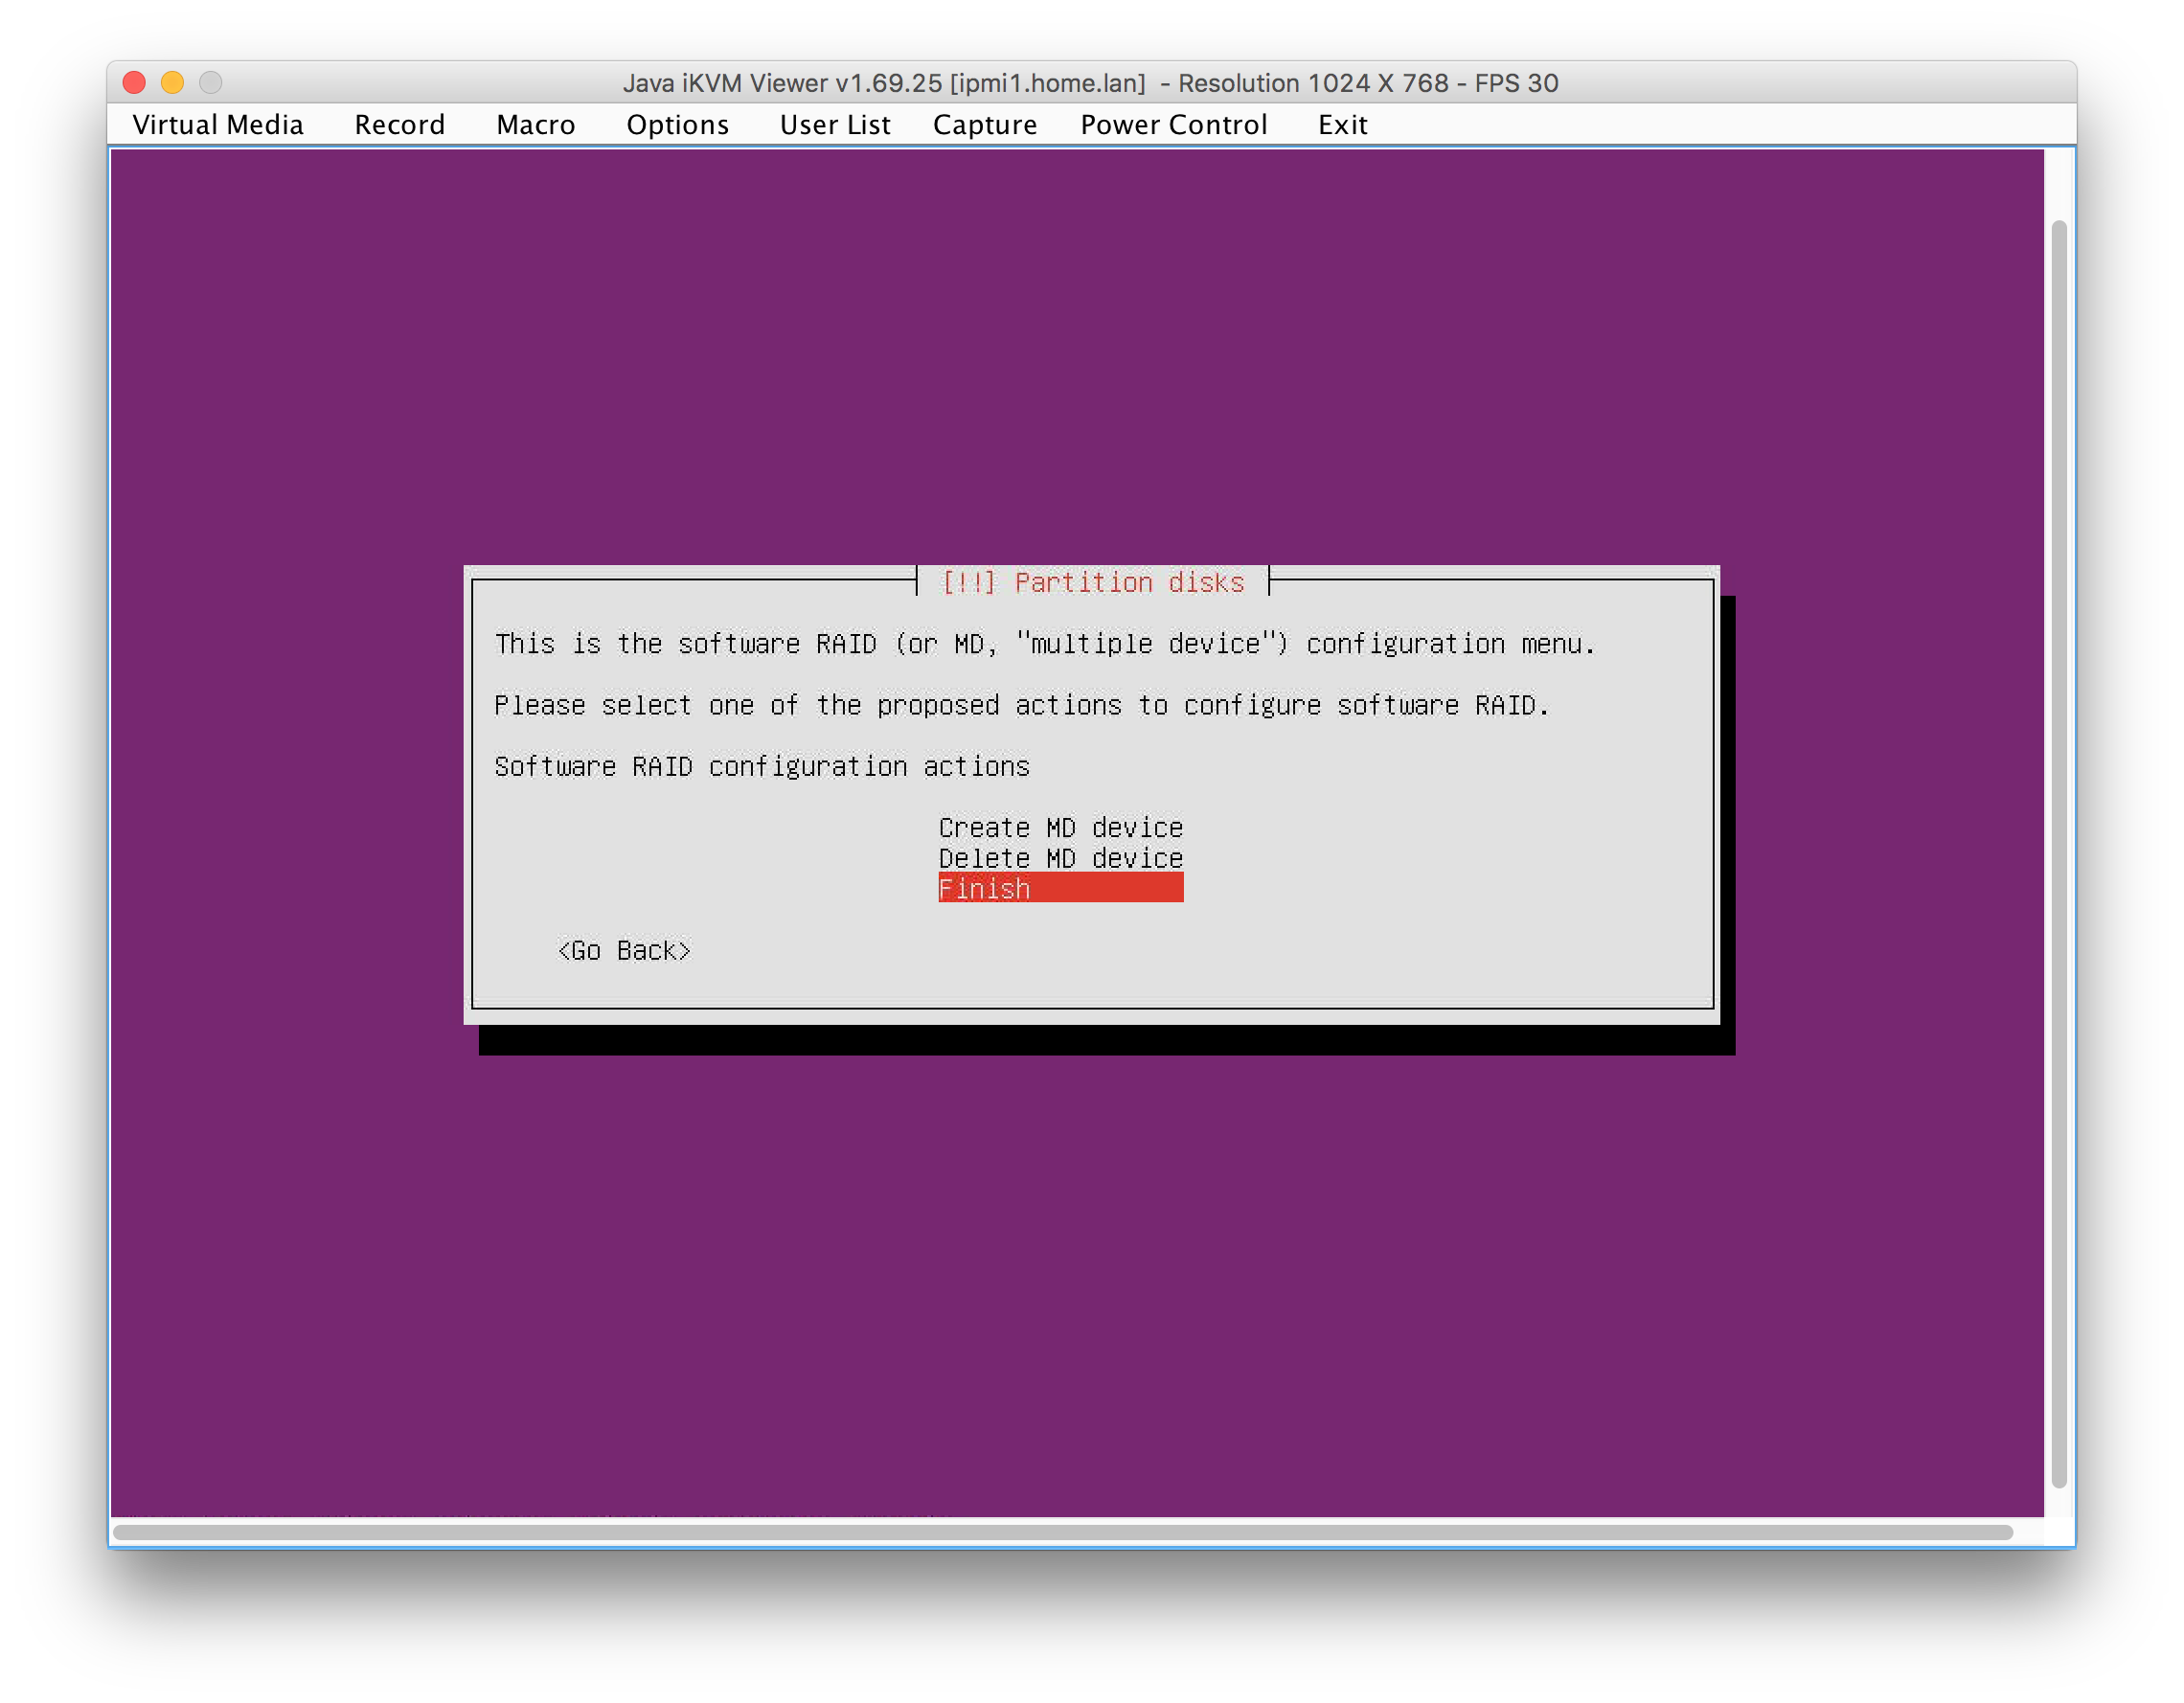 Java iKVM Viewer v1.69.25 [ipmi1.home.lan] - Resolution 1024 X 768 - FPS 30
Virtual Media Record Macro Options User List Capture Power Control Exit
[!!] Partition disks
This is the software RAID (or MD, "multiple device") configuration menu.
Please select one of the proposed actions to configure software RAID.
Software RAID configuration actions
Create MD device
Delete MD device
Finish
<Go Back>